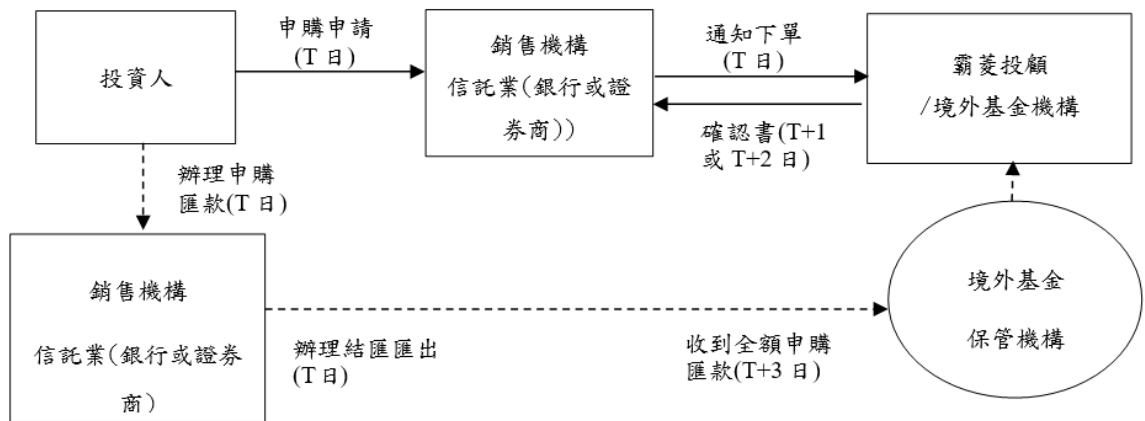 投資人
申購申請
(T 日)
銷售機構
信託業(銀行或證
券商))
通知下單
(T 日)
確認書(T+1
或 T+2 日)
霸菱投顧
/境外基金機構
辦理申購
匯款(T 日)
銷售機構
信託業(銀行或證券
商)
辦理結匯匯出
(T日)
收到全額申購
匯款(T+3 日)
境外基金
保管機構